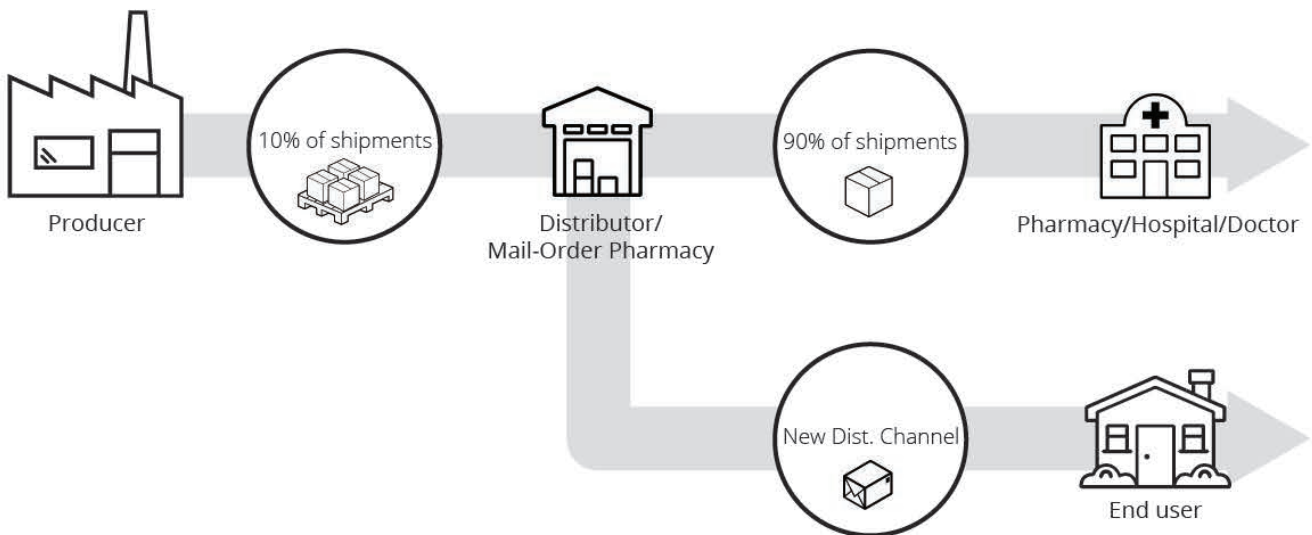 10% of shipments
90% of shipments
Producer
Distributor/
Mail-Order Pharmacy
Pharmacy/Hospital/Doctor
New Dist. Channel
End user